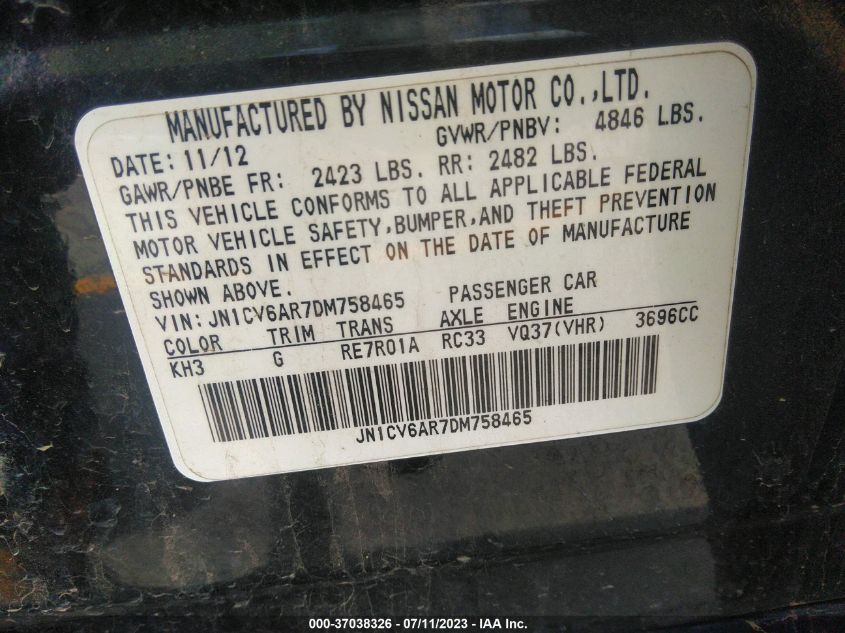 MANUFACTURED BY NISSAN MOTOR CO.,LTD.
DATE: 11/12 GVWR/PNBV: 4846 LBS.
GAWR/PNBE FR: 2423 LBS. RR: 2482 LBS.
THIS VEHICLE CONFORMS TO ALL APPLICABLE FEDERAL
MOTOR VEHICLE SAFETY,BUMPER,AND THEFT PREVENTION
STANDARDS IN EFFECT ON THE DATE OF MANUFACTURE
SHOWN ABOVE.
VIN: JN1CV6AR7DM758465 PASSENGER CAR
COLOR TRIM TRANS AXLE ENGINE
KH3 G RE7R01A RC33 VQ37(VHR) 3696CC
JN1CV6AR7DM758465
000-37038326 - 07/11/2023 - IAA Inc.